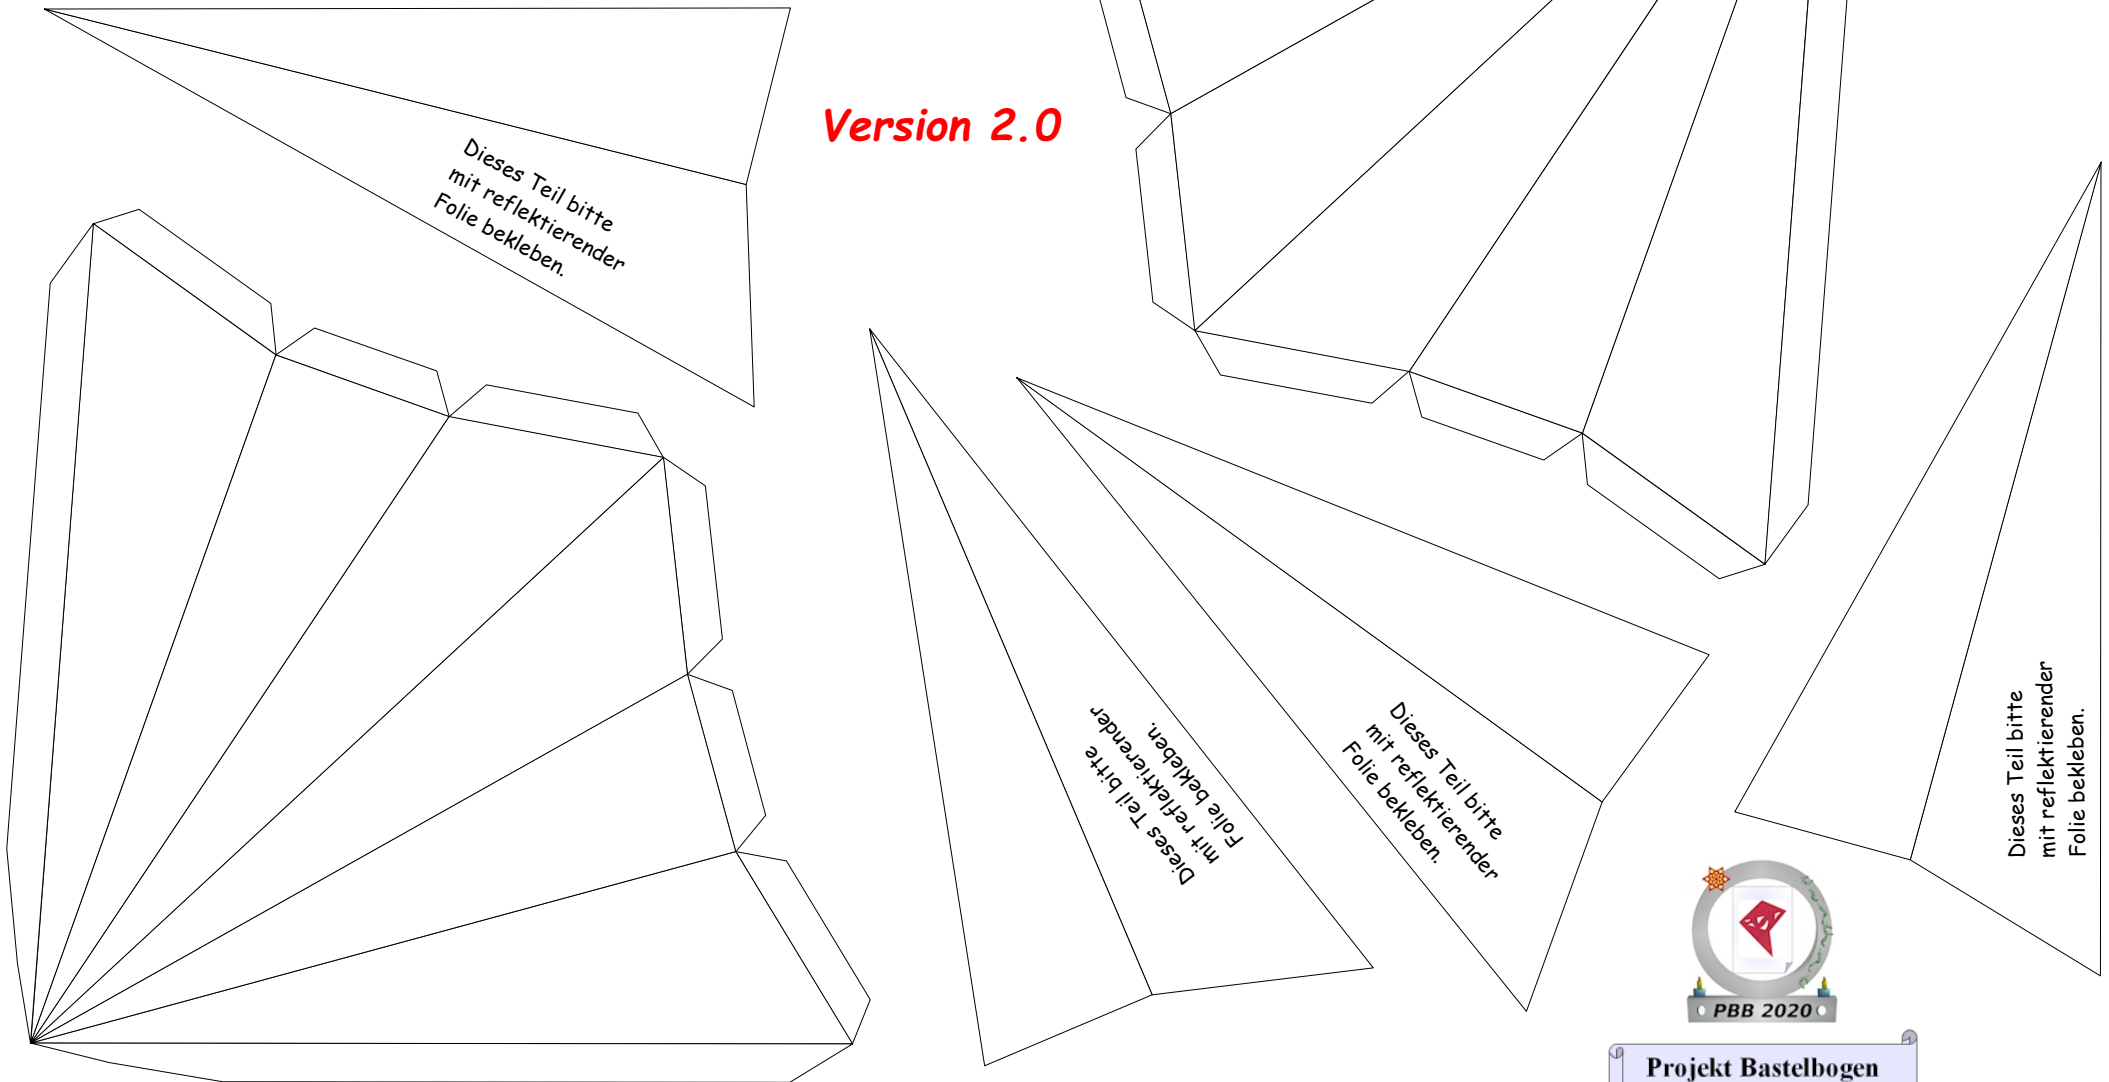 Version 2.0
Dieses Teil bitte
mit reflektierender
Folie bekleben.
Dieses Teil bitte
mit reflektierender
Folie bekleben.
Dieses Teil bitte
mit reflektierender
Folie bekleben.
Dieses Teil bitte
mit reflektierender
Folie bekleben.
PBB 2020
Projekt Bastelbogen